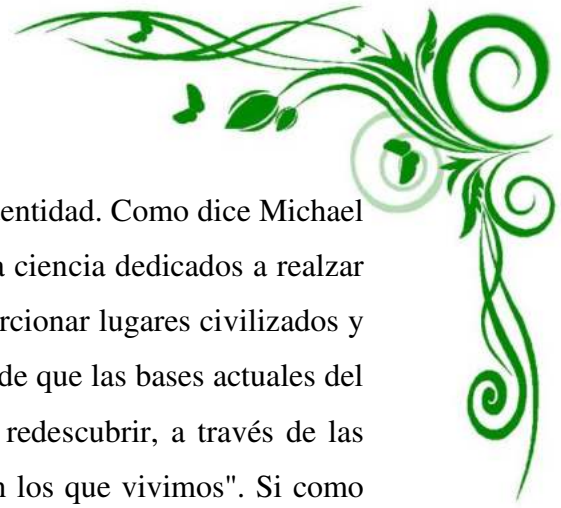 entidad. Como dice Michael
a ciencia dedicados a realzar
rcionar lugares civilizados y
de que las bases actuales del
redescubrir, a través de las
n los que vivimos". Si como